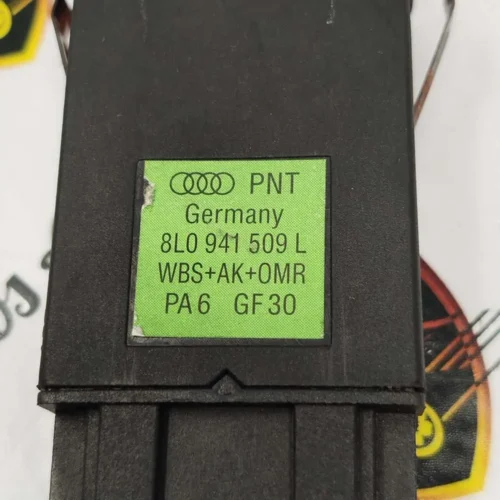 PNT
Germany
8L0 941 509 L
WBS+AK+OMR
PA6 GF30